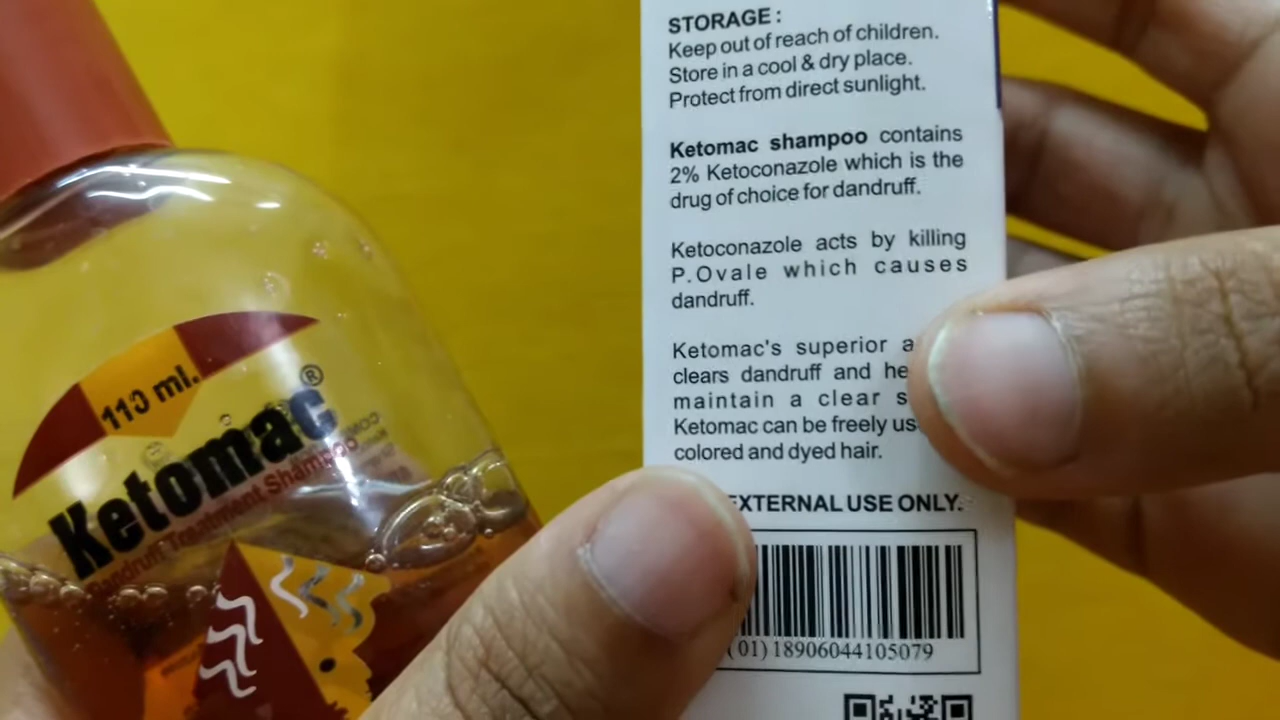 110 ml.
Ketomac®
Dandruff Treatment Shampoo
STORAGE :
Keep out of reach of children.
Store in a cool & dry place.
Protect from direct sunlight.
Ketomac shampoo contains
2% Ketoconazole which is the
drug of choice for dandruff.
Ketoconazole acts by killing
P.Ovale which causes
dandruff.
Ketomac's superior
clears dandruff and
maintain a clear
Ketomac can be freely
colored and dyed hair.
EXTERNAL USE ONLY.
(01) 18906044105079